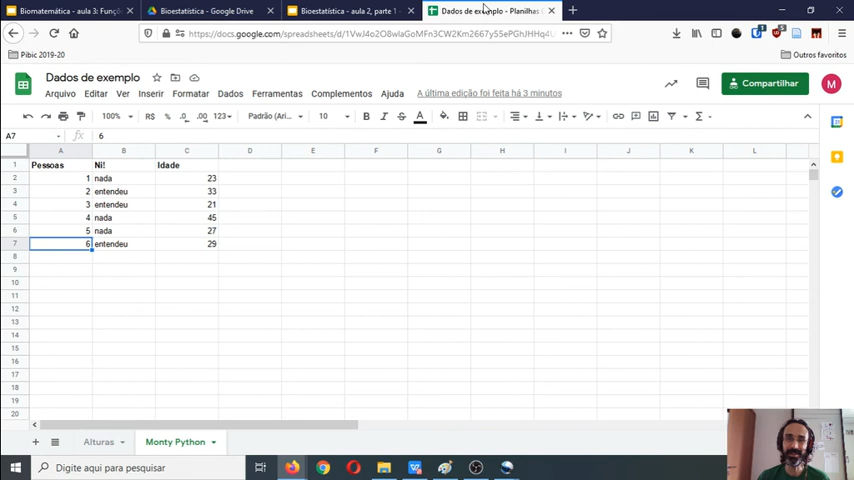 Biomatemática - aula 3: Funçõ
Bioestatística - Google Drive
Bioestatística - aula 2, parte 1 -
Dados de exemplo - Planilhas
https://docs.google.com/spreadsheets/d/
Pibic 2019-20
Outros favoritos
Dados de exemplo
Arquivo Editar Ver Inserir Formatar Dados Ferramentas Complementos Ajuda
A última edição foi feita há 3 minutos
Compartilhar
M
100% R$ % .0 .00 123 Padrão (Ari... 10 B I S A
A7 fx 6
A B C D E F G H I J K L
1 Pessoas Ni! Idade
2 1 nada 23
3 2 entendeu 33
4 3 entendeu 21
5 4 nada 45
6 5 nada 27
7 6 entendeu 29
8
9
10
11
12
13
14
15
16
17
18
19
20
Alturas
Monty Python
Digite aqui para pesquisar